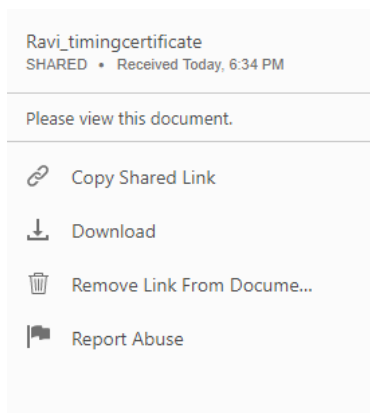 Ravi_timingcertificate
SHARED • Received Today, 6:34 PM
Please view this document.
Copy Shared Link
Download
Remove Link From Docume...
Report Abuse